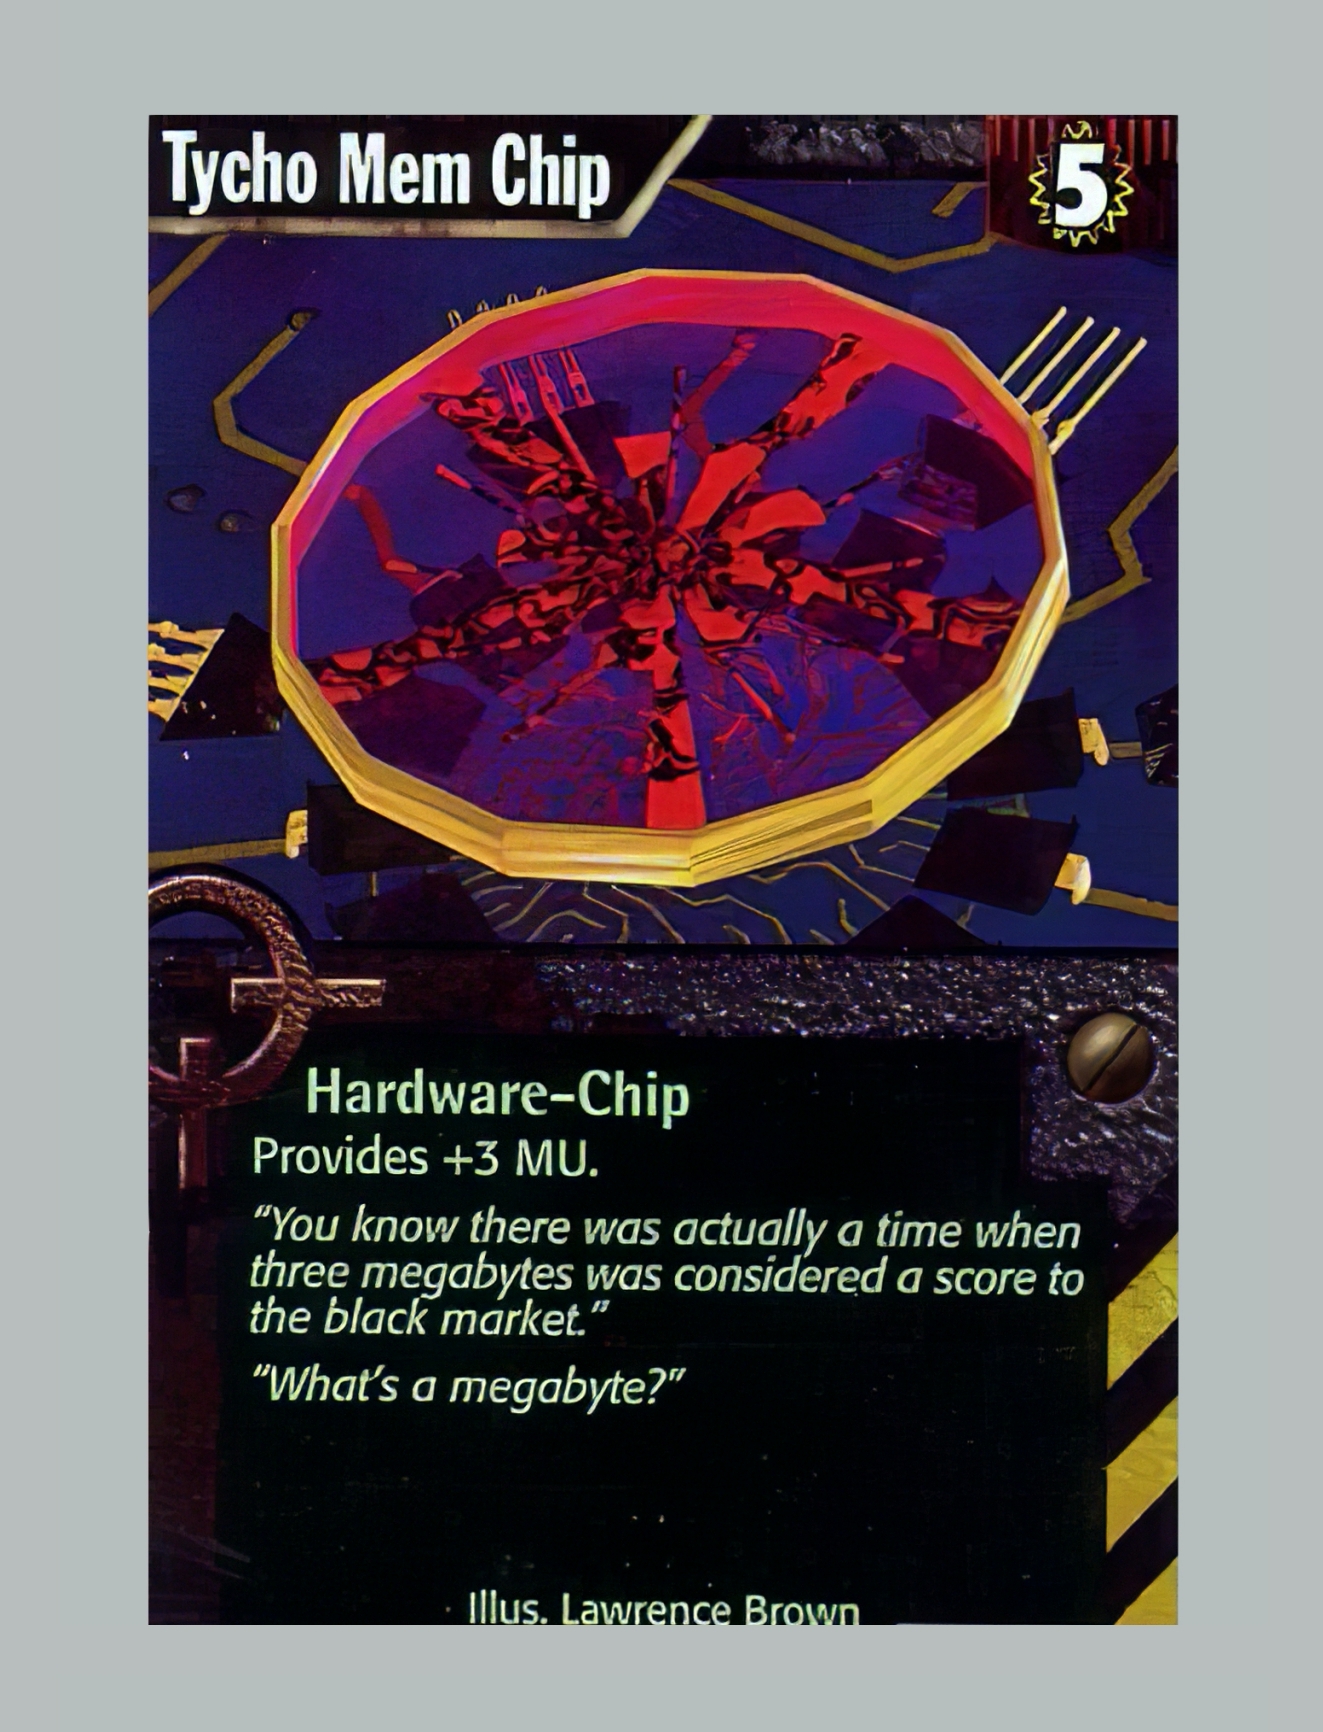 Tycho Mem Chip
5
Hardware-Chip
Provides +3 MU.
“You know there was actually a time when
three megabytes was considered a score to
the black market.”
“What's a megabyte?”
Illus. Lawrence Brown